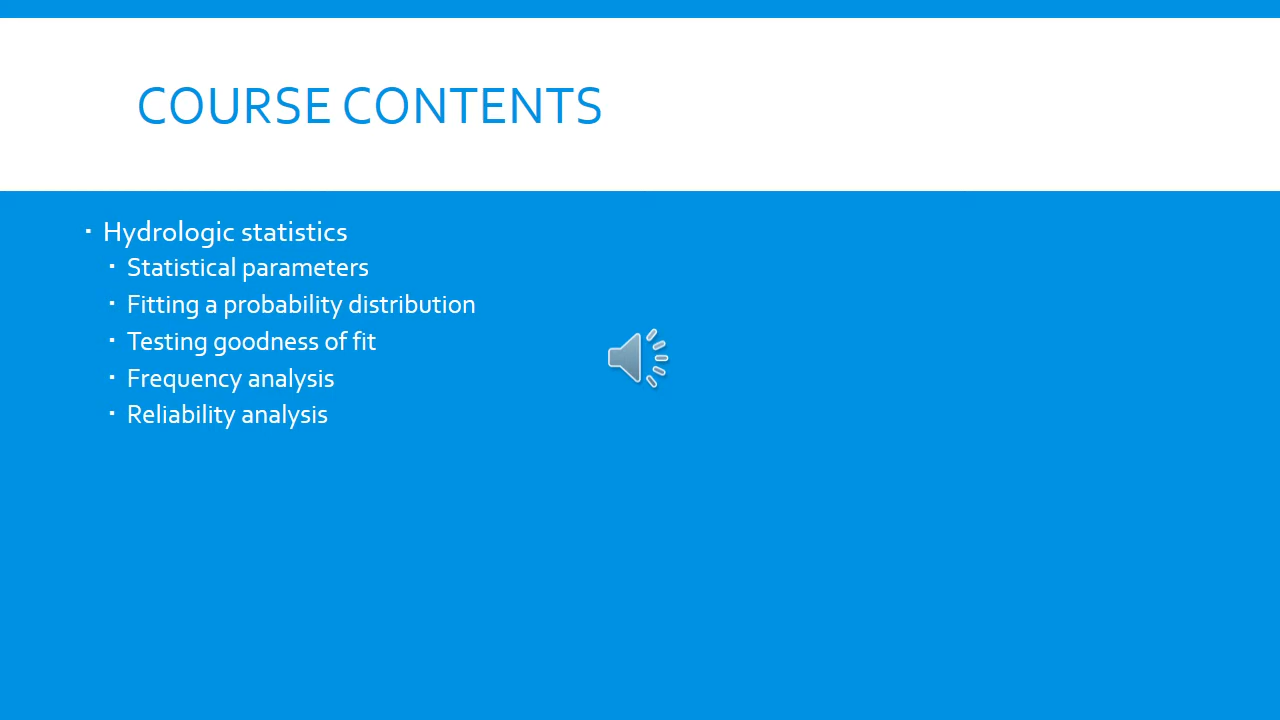 COURSE CONTENTS
▪ Hydrologic statistics
▪ Statistical parameters
▪ Fitting a probability distribution
▪ Testing goodness of fit
▪ Frequency analysis
▪ Reliability analysis